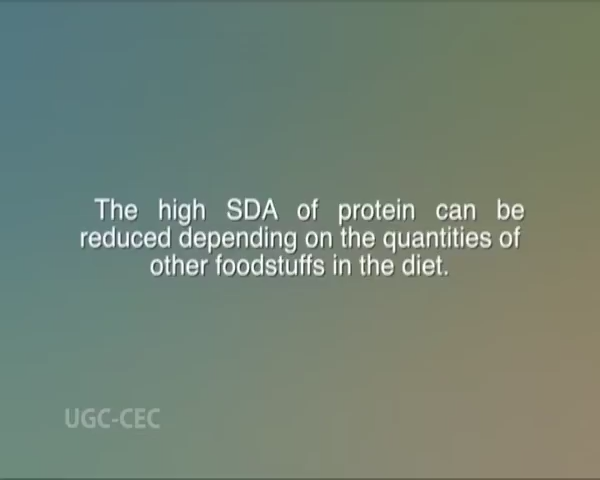 The high SDA of protein can be
reduced depending on the quantities of
other foodstuffs in the diet.
UGC-CEC